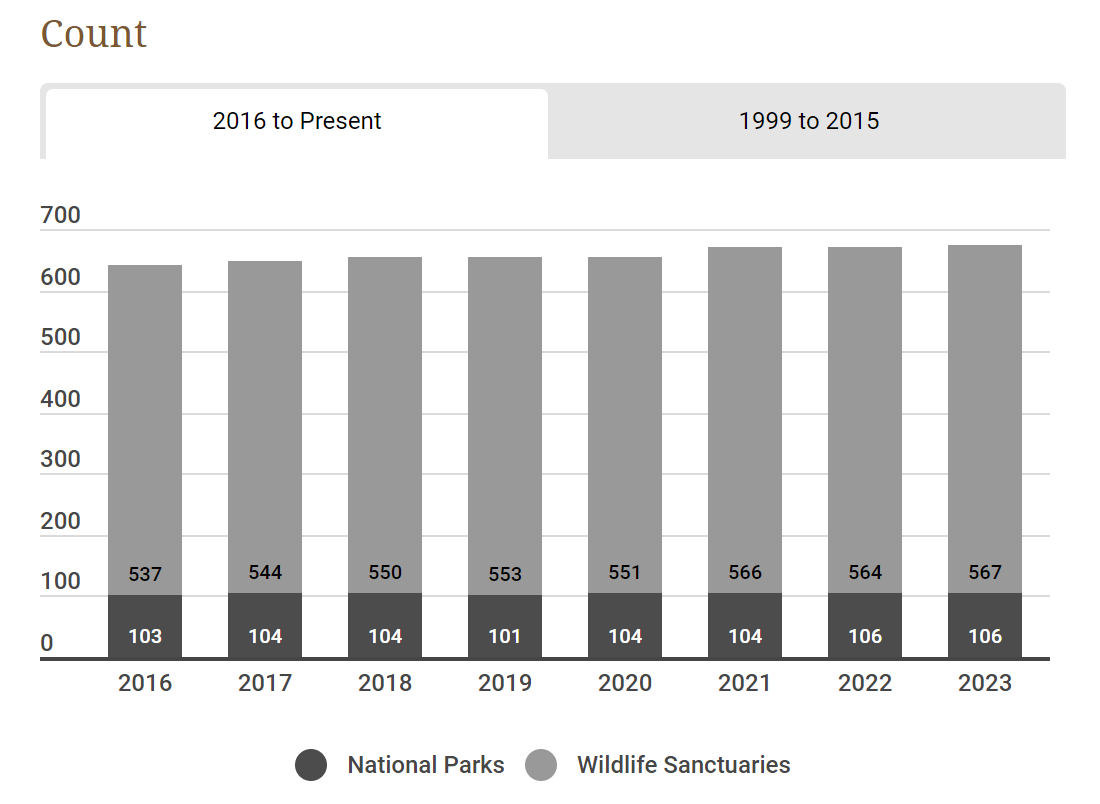 Count
2016 to Present 1999 to 2015
700
600
500
400
300
200
100
0
537 544 550 553 551 566 564 567
103 104 104 101 104 104 106 106
2016 2017 2018 2019 2020 2021 2022 2023
National Parks Wildlife Sanctuaries